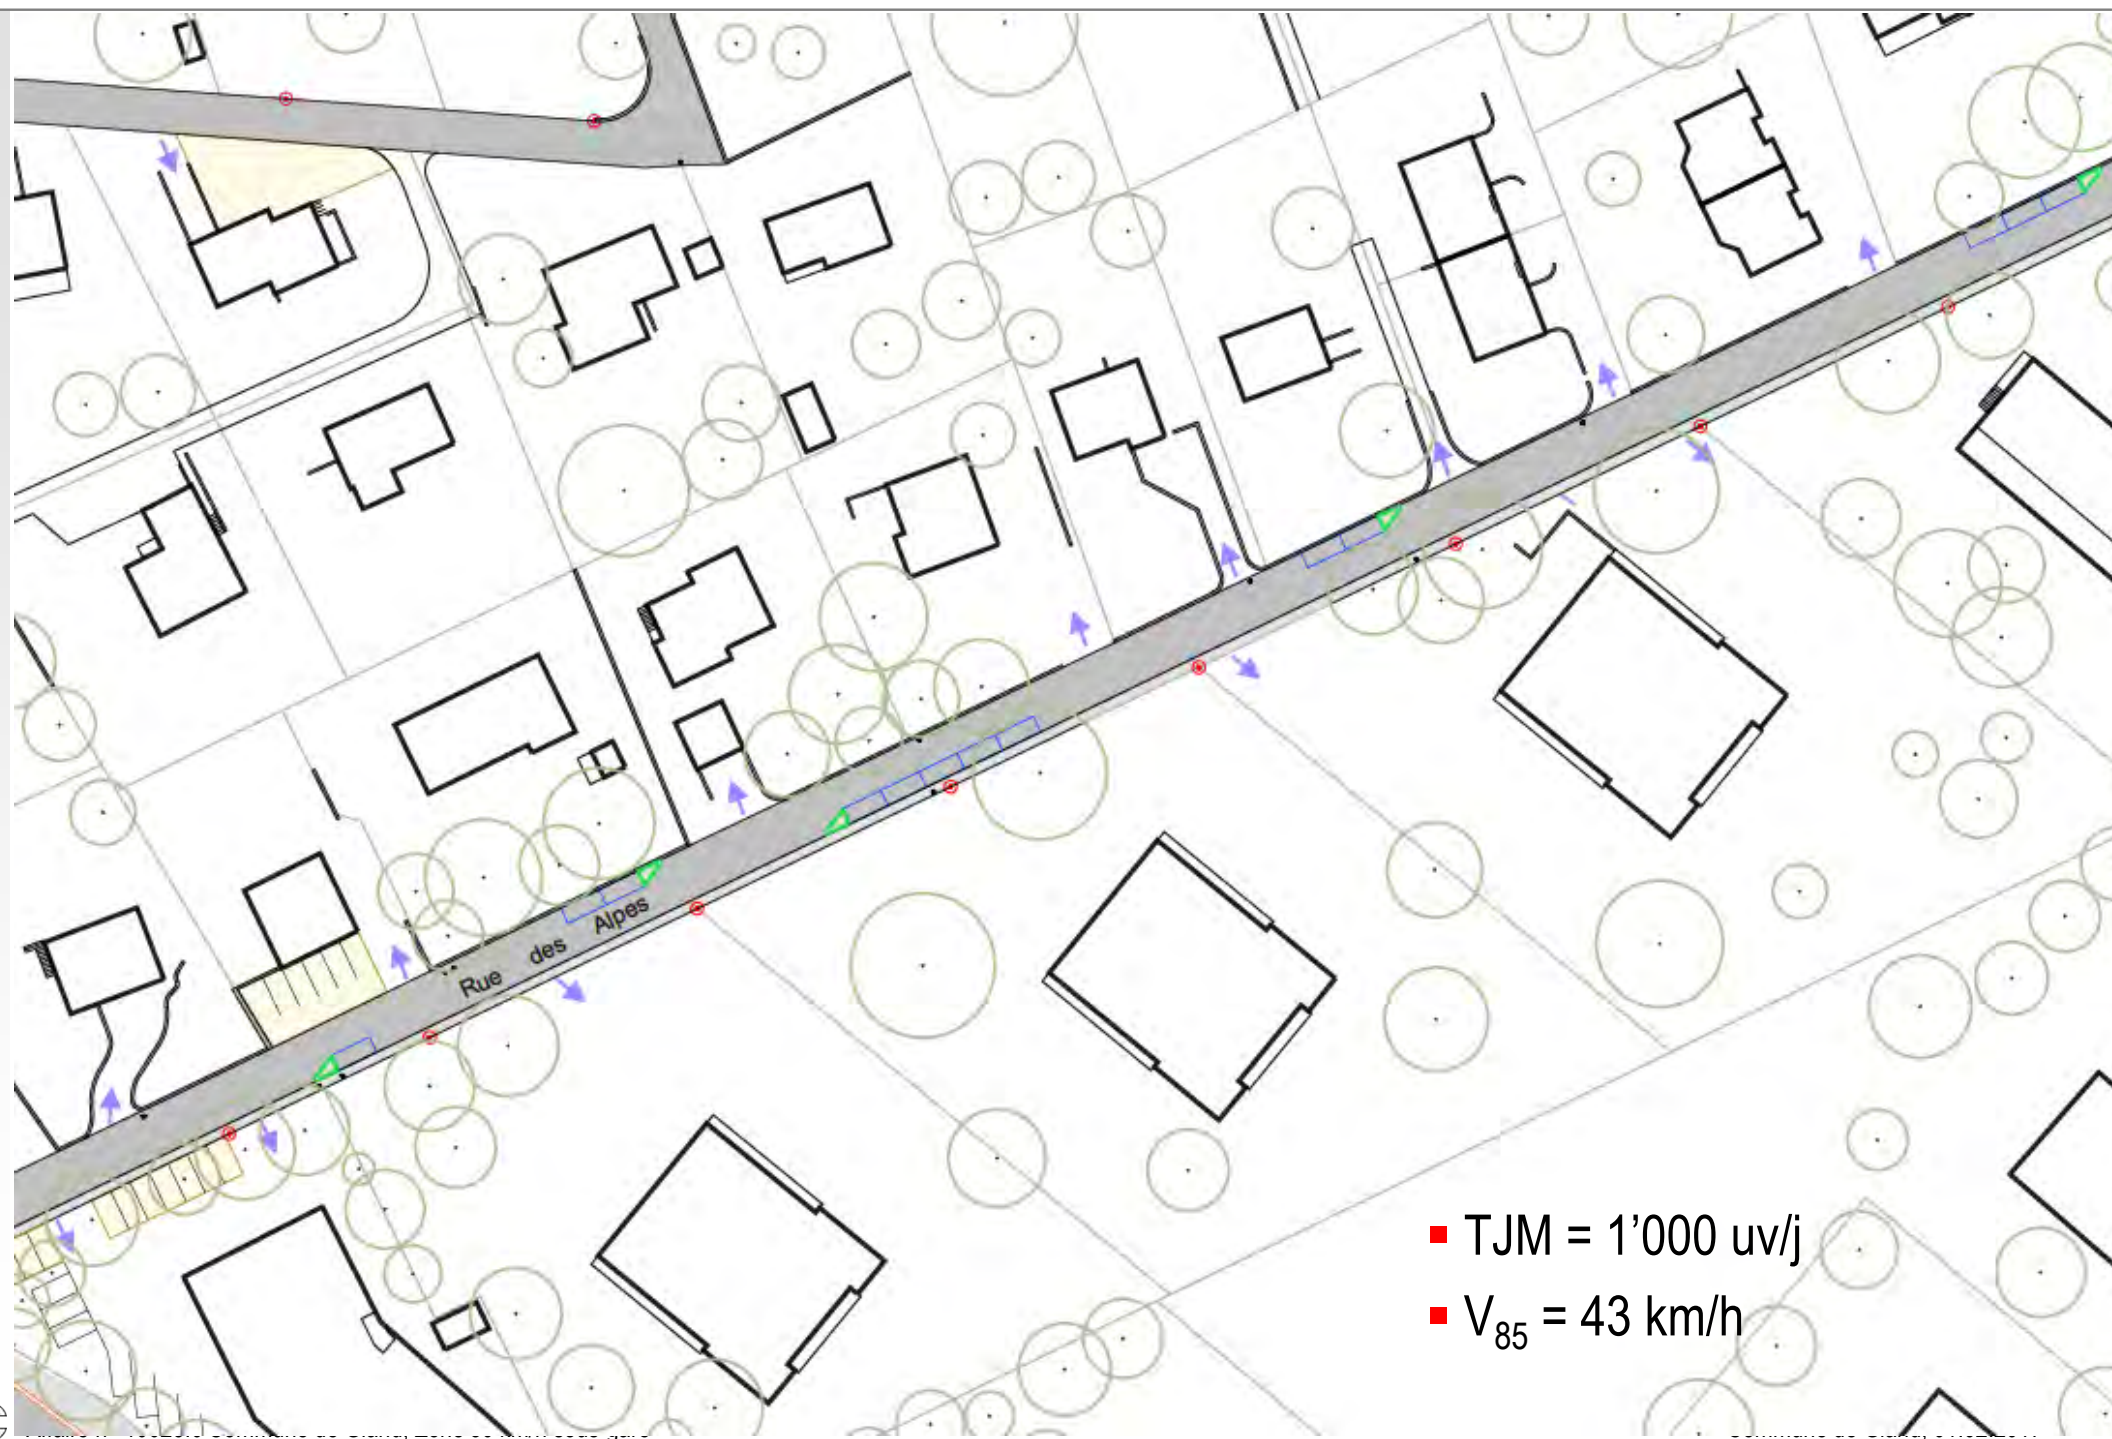 Rue des Alpes
TJM = 1’000 uv/j
V85 = 43 km/h